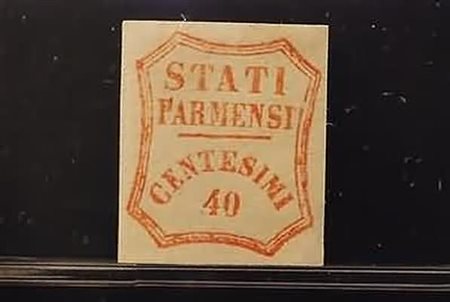 STATI
PARMENSI
CENTESIMI
40